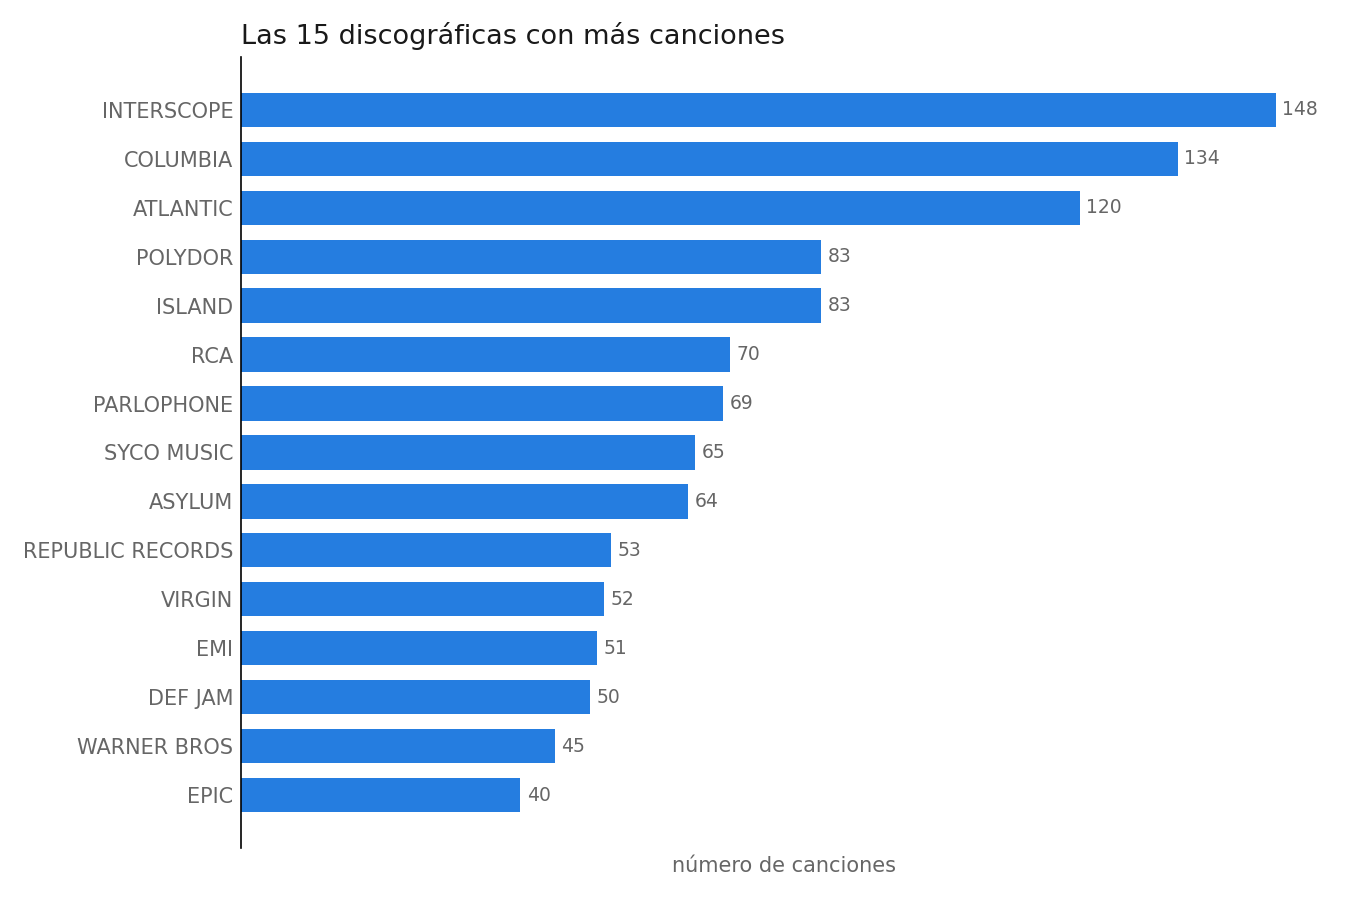 Las 15 discográficas con más canciones
INTERSCOPE 148
COLUMBIA 134
ATLANTIC 120
POLYDOR 83
ISLAND 83
RCA 70
PARLOPHONE 69
SYCO MUSIC 65
ASYLUM 64
REPUBLIC RECORDS 53
VIRGIN 52
EMI 51
DEF JAM 50
WARNER BROS 45
EPIC 40
número de canciones